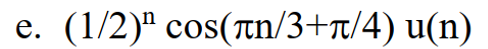 e. (1/2)ⁿ cos(πn/3+π/4) u(n)